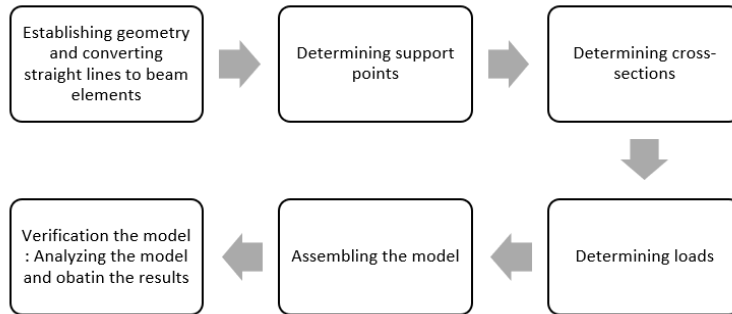 Establishing geometry
and converting
straight lines to beam
elements
Determining support
points
Determining cross-
sections
Determining loads
Assembling the model
Verification the model
: Analyzing the model
and obatin the results